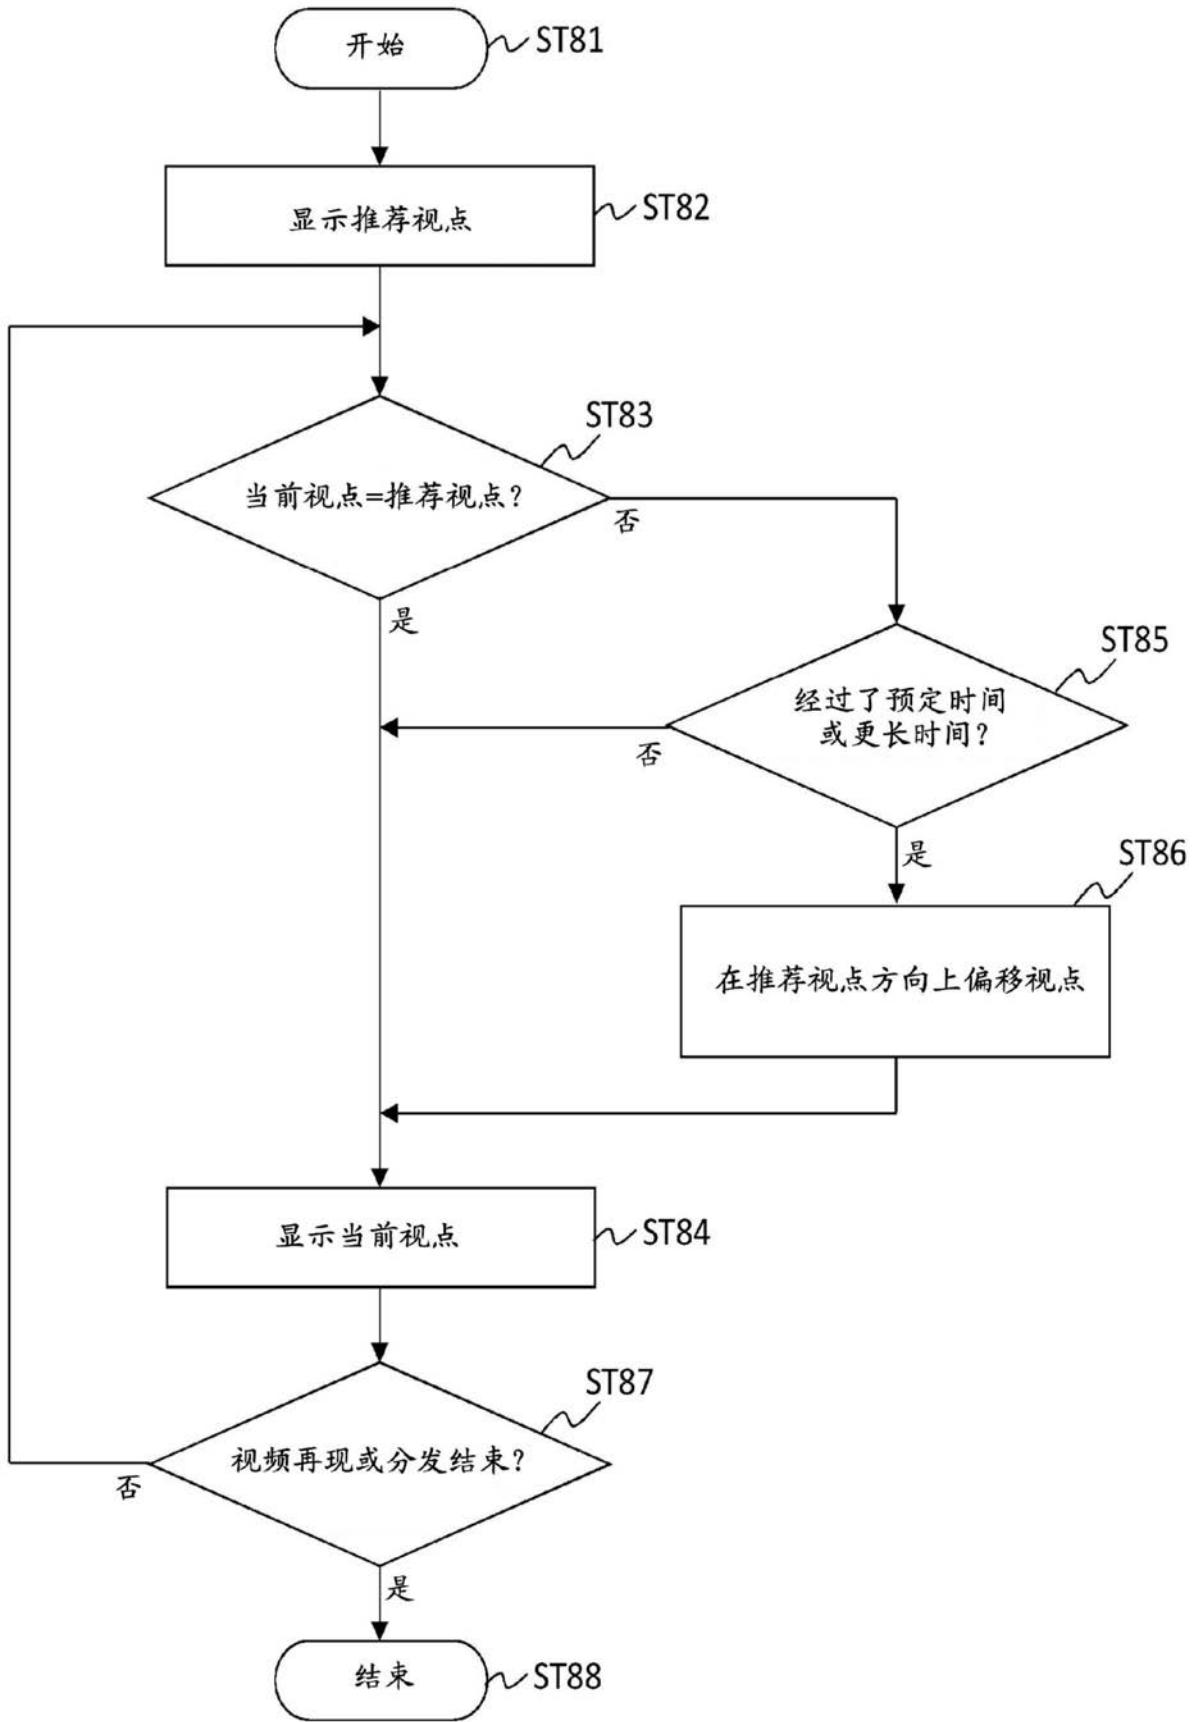 开始
ST81
显示推荐视点
ST82
ST83
当前视点=推荐视点?
否
是
ST85
经过了预定时间
或更长时间?
否
是
ST86
在推荐视点方向上偏移视点
显示当前视点
ST84
ST87
视频再现或分发结束?
否
是
结束
ST88